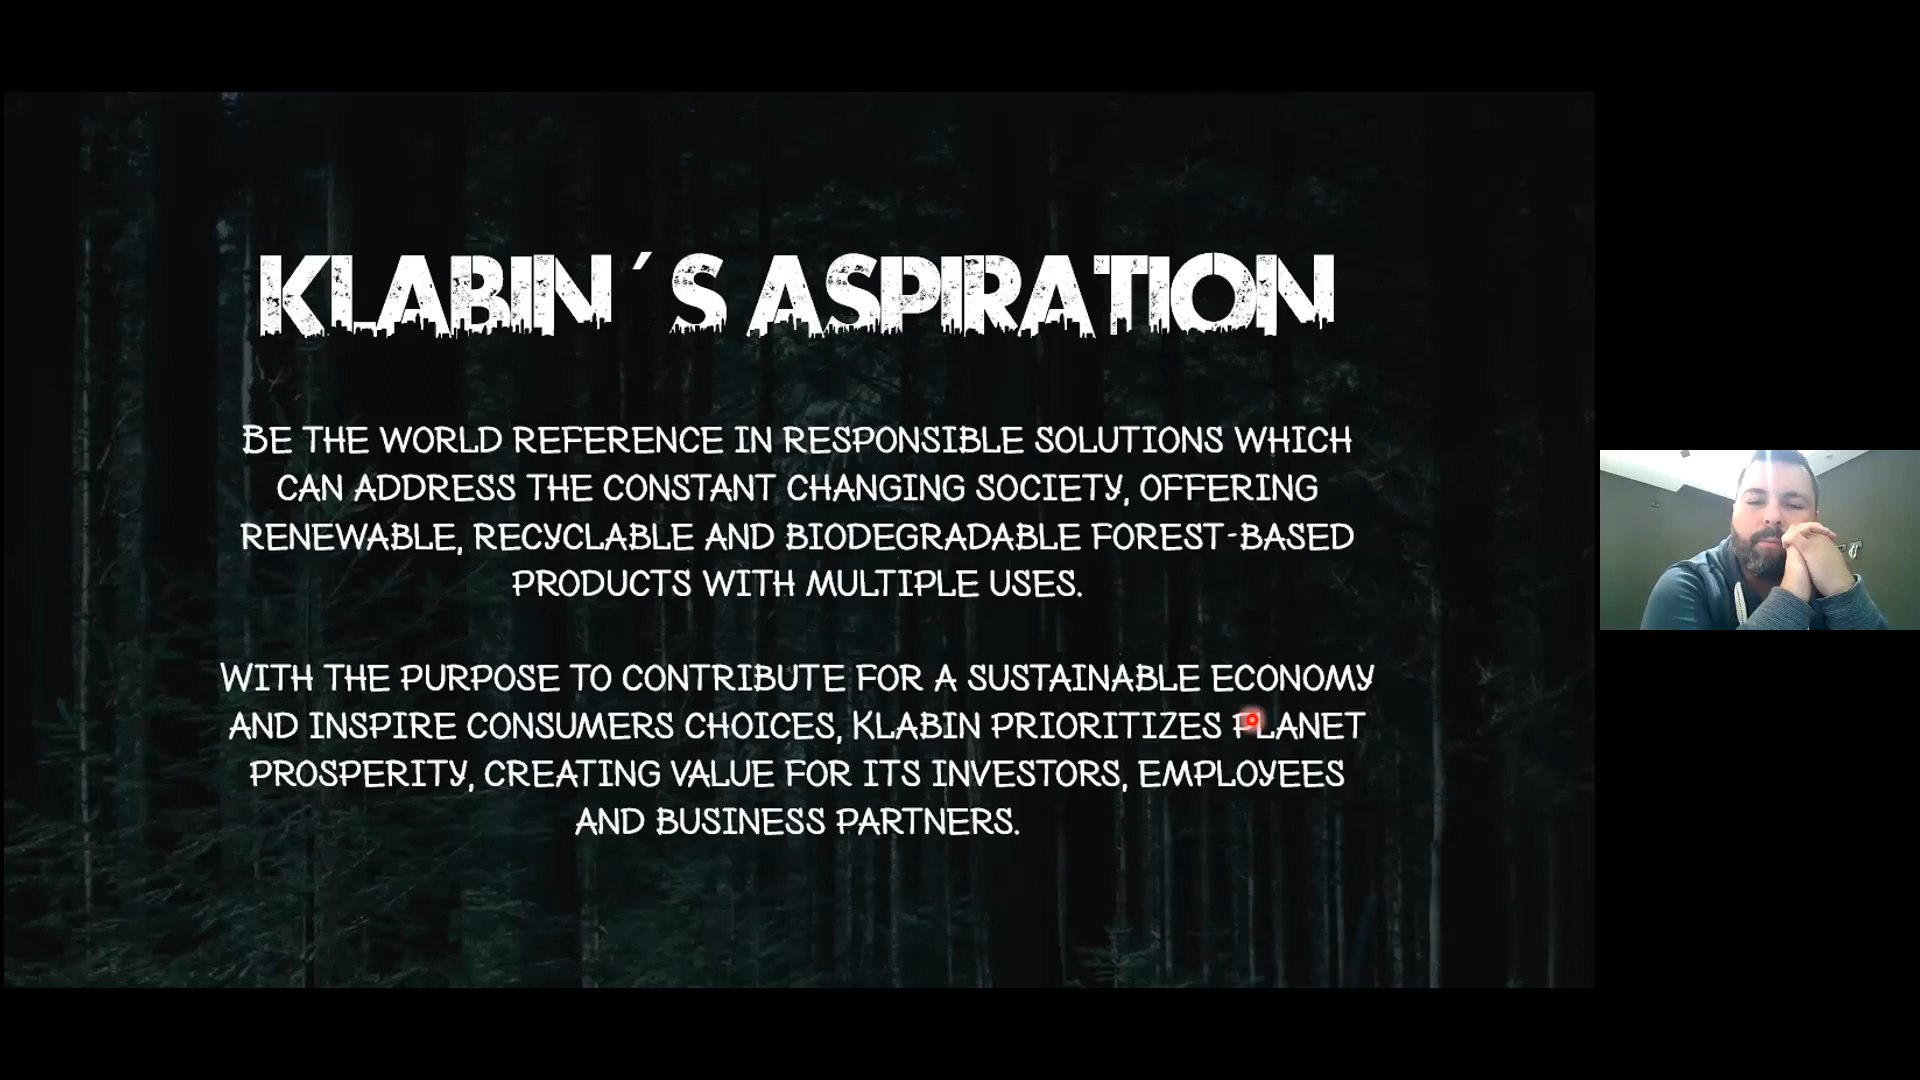 KLABIN´S ASPIRATION
BE THE WORLD REFERENCE IN RESPONSIBLE SOLUTIONS WHICH
CAN ADDRESS THE CONSTANT CHANGING SOCIETY, OFFERING
RENEWABLE, RECYCLABLE AND BIODEGRADABLE FOREST-BASED
PRODUCTS WITH MULTIPLE USES.
WITH THE PURPOSE TO CONTRIBUTE FOR A SUSTAINABLE ECONOMY
AND INSPIRE CONSUMERS CHOICES, KLABIN PRIORITIZES PLANET
PROSPERITY, CREATING VALUE FOR ITS INVESTORS, EMPLOYEES
AND BUSINESS PARTNERS.